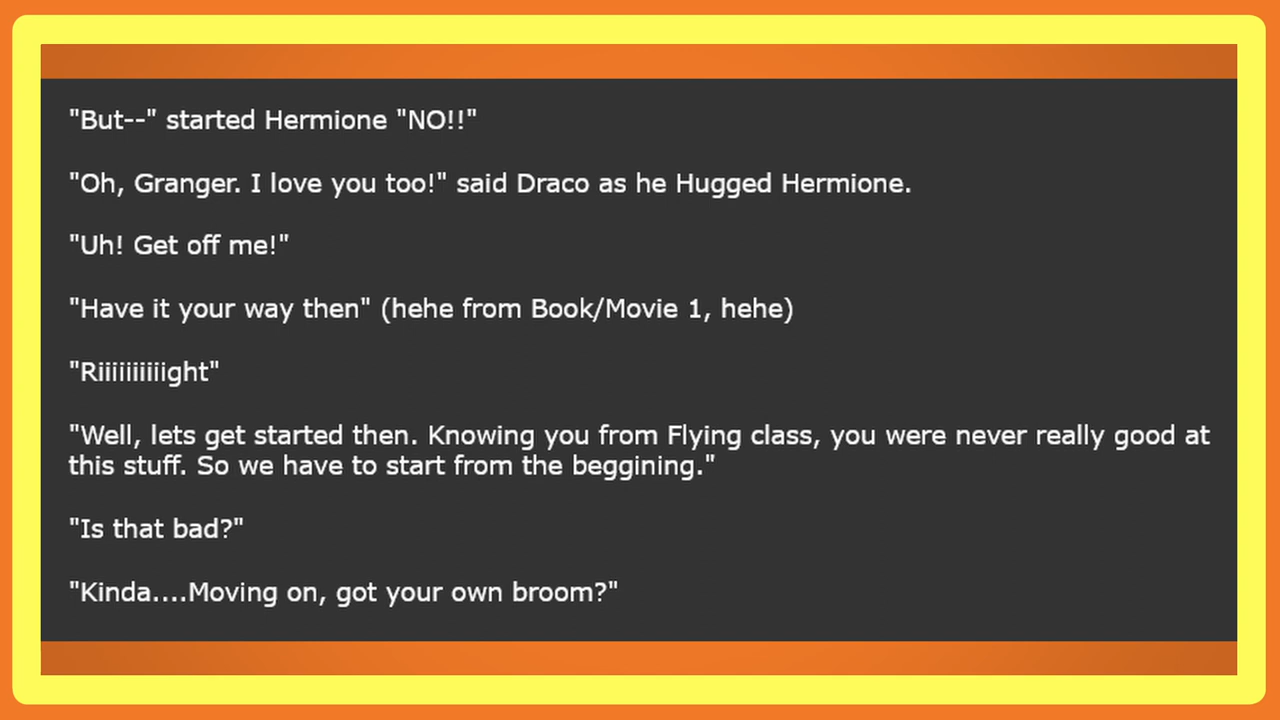 "But--" started Hermione "NO!!"
"Oh, Granger. I love you too!" said Draco as he Hugged Hermione.
"Uh! Get off me!"
"Have it your way then" (hehe from Book/Movie 1, hehe)
"Riiiiiiiiiight"
"Well, lets get started then. Knowing you from Flying class, you were never really good at
this stuff. So we have to start from the beggining."
"Is that bad?"
"Kinda....Moving on, got your own broom?"